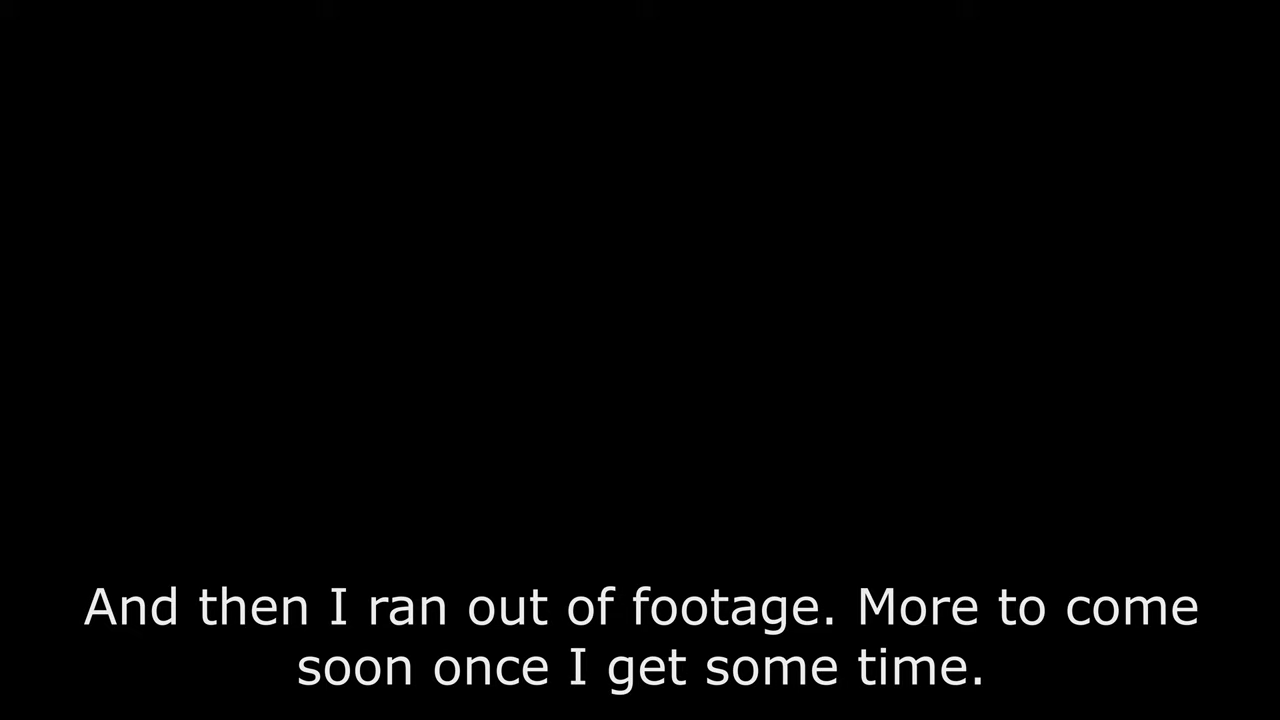 And then I ran out of footage. More to come
soon once I get some time.